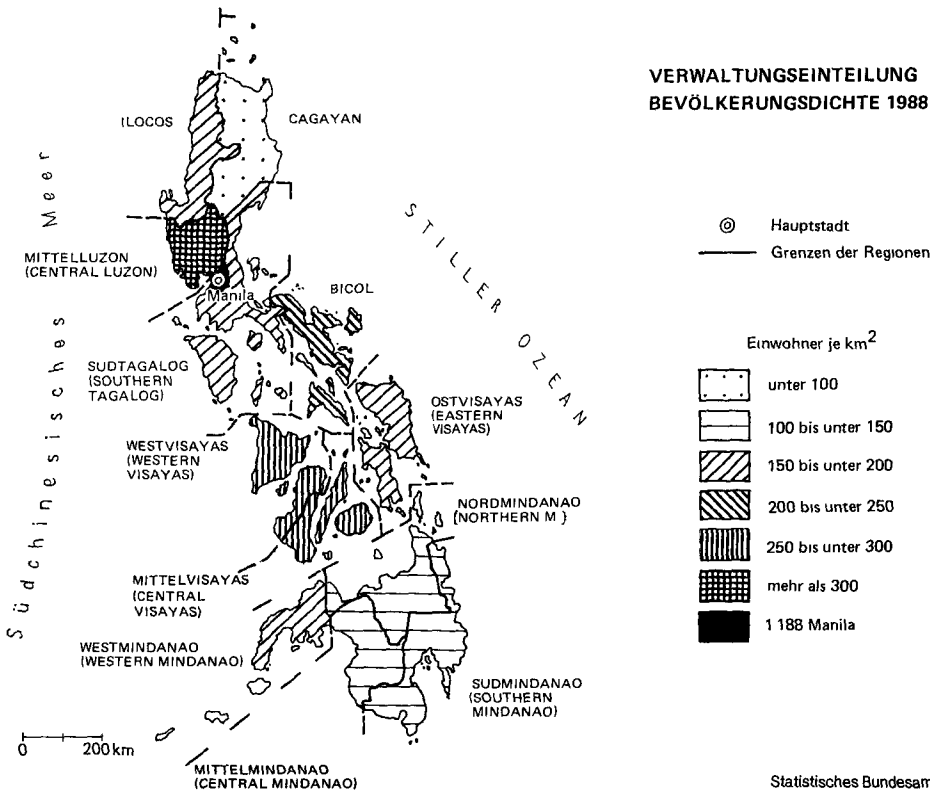 VERWALTUNGSEINTEILUNG
BEVÖLKERUNGSDICHTE 1988
ILOCOS
CAGAYAN
Südchinesisches Meer
STILLER OZEAN
MITTELLUZON
(CENTRAL LUZON)
Manila
BICOL
SUDTAGALOG
(SOUTHERN
TAGALOG)
OSTVISAYAS
(EASTERN
VISAYAS)
WESTVISAYAS
(WESTERN
VISAYAS)
NORDMINDANAO
(NORTHERN M )
MITTELVISAYAS
(CENTRAL
VISAYAS)
WESTMINDANAO
(WESTERN MINDANAO)
SUDMINDANAO
(SOUTHERN
MINDANAO)
MITTELMINDANAO
(CENTRAL MINDANAO)
0 200 km
Hauptstadt
Grenzen der Regionen
Einwohner je km²
unter 100
100 bis unter 150
150 bis unter 200
200 bis unter 250
250 bis unter 300
mehr als 300
1 188 Manila
Statistisches Bundesam